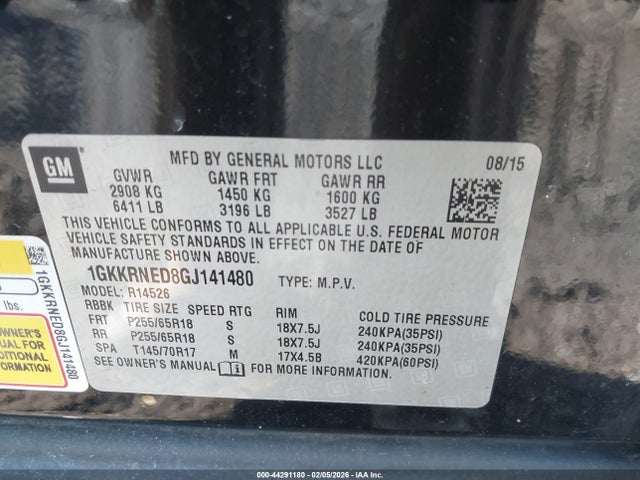 GM
MFD BY GENERAL MOTORS LLC 08/15
GVWR GAWR FRT GAWR RR
2908 KG 1450 KG 1600 KG
6411 LB 3196 LB 3527 LB
THIS VEHICLE CONFORMS TO ALL APPLICABLE U.S. FEDERAL MOTOR
VEHICLE SAFETY STANDARDS IN EFFECT ON THE DATE OF
MANUFACTURE SHOWN ABOVE.
1GKKRNED8GJ141480 TYPE: M.P.V.
MODEL: R14526
RBBK TIRE SIZE SPEED RTG RIM COLD TIRE PRESSURE
FRT P255/65R18 S 18X7.5J 240KPA(35PSI)
RR P255/65R18 S 18X7.5J 240KPA(35PSI)
SPA T145/70R17 M 17X4.5B 420KPA(60PSI)
SEE OWNER'S MANUAL FOR MORE INFORMATION.
1GKKRNED8GJ141480
lbs.
OWNER'S
MANUAL FOR
ADDITIONAL
000-44291180 - 02/05/2026 - IAA Inc.